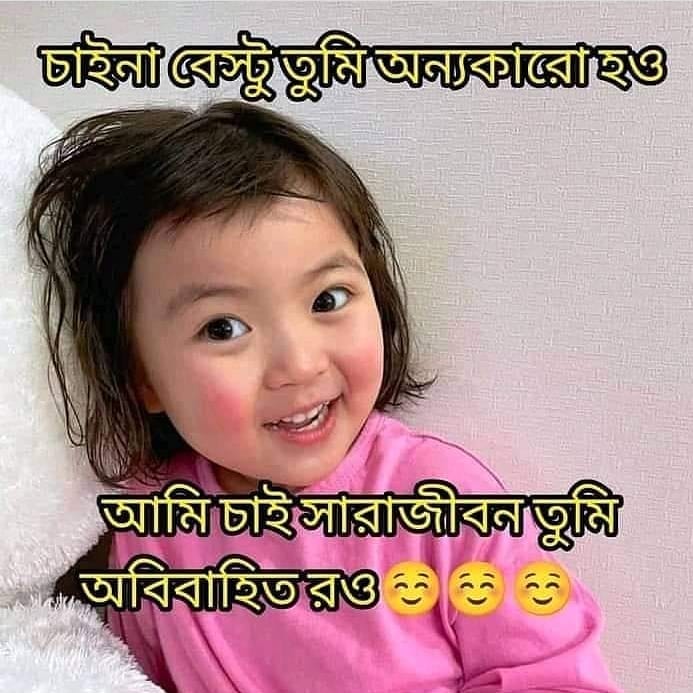 চাইনা বেস্টু তুমি অন্যকারো হও
আমি চাই সারাজীবন তুমি
অবিবাহিত রও☺️☺️☺️